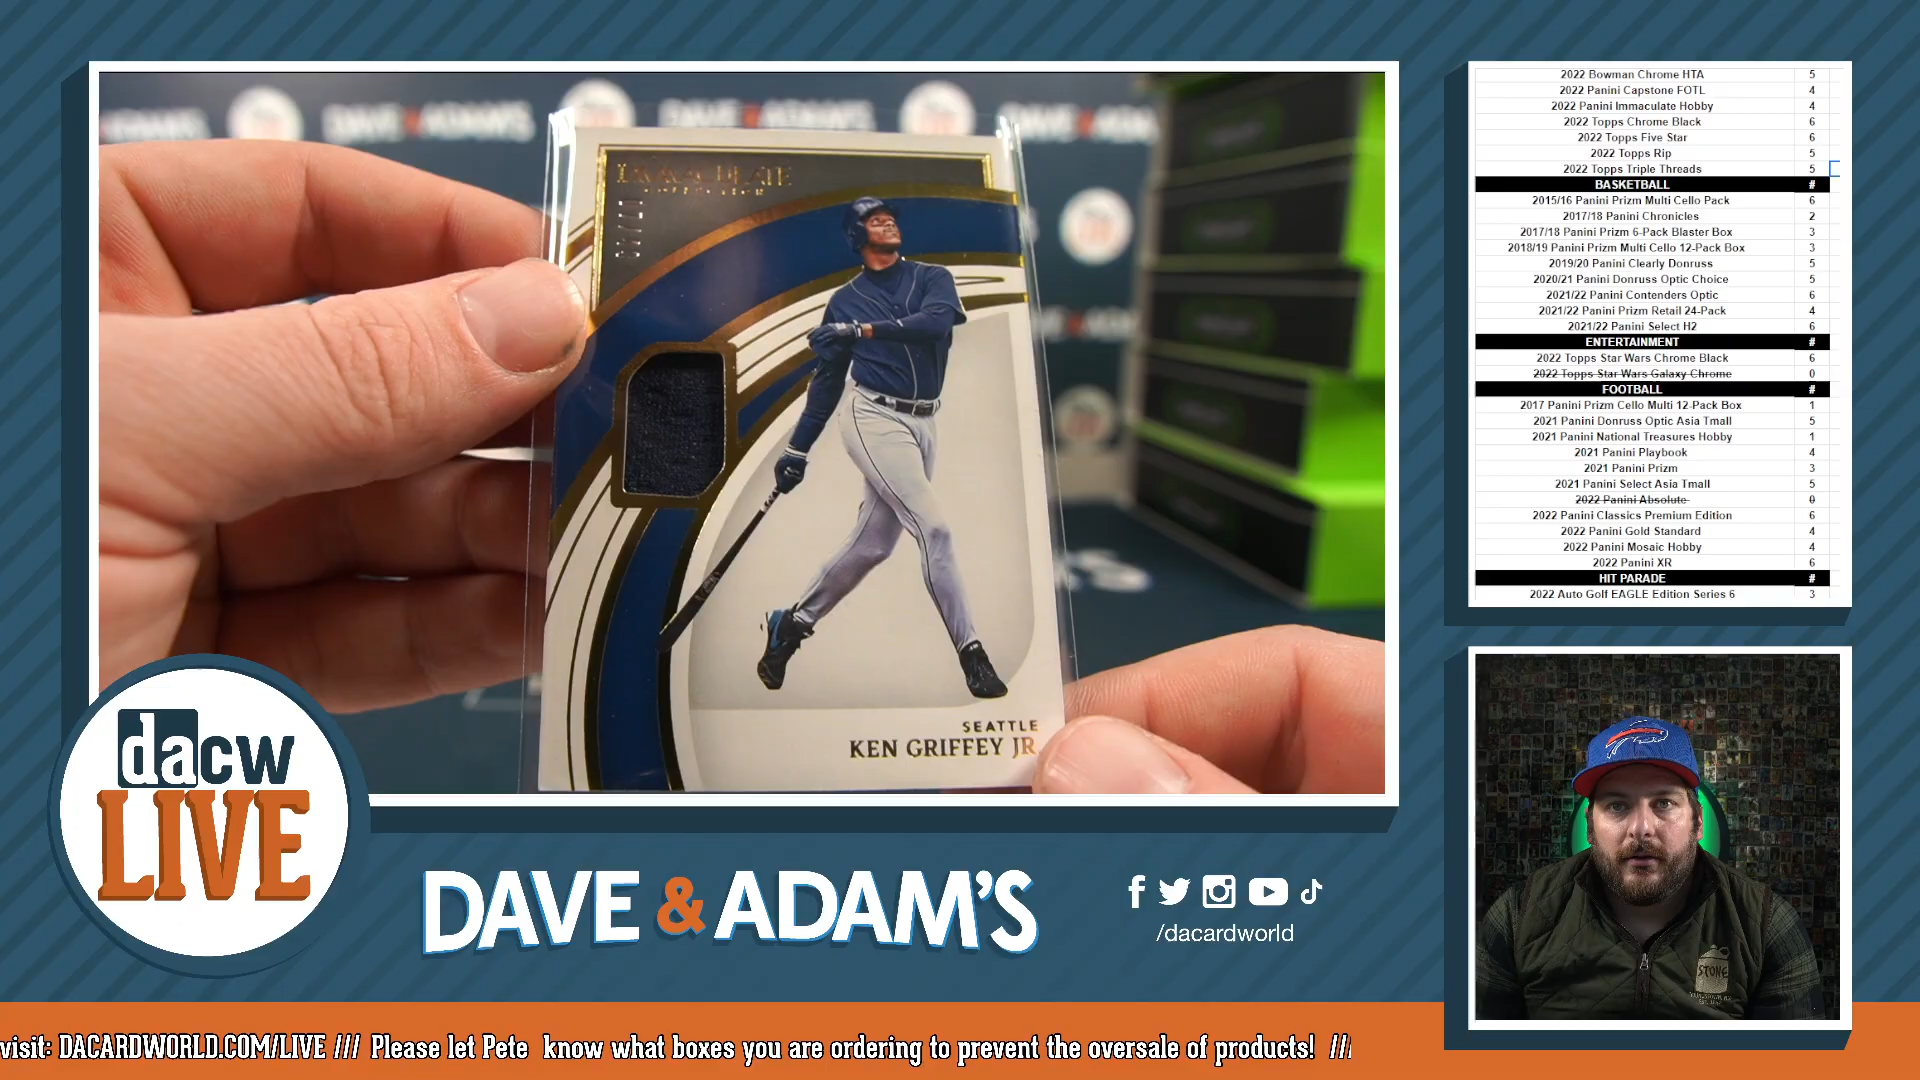 DAVE & ADAM'S
IMMACULATE
COLLECTION
SEATTLE
KEN GRIFFEY JR.
2022 Bowman Chrome HTA 5
2022 Panini Capstone FOTL 4
2022 Panini Immaculate Hobby 4
2022 Topps Chrome Black 6
2022 Topps Five Star 6
2022 Topps Rip 5
2022 Topps Triple Threads 5
BASKETBALL #
2015/16 Panini Prizm Multi Cello Pack 6
2017/18 Panini Chronicles 2
2017/18 Panini Prizm 6-Pack Blaster Box 3
2018/19 Panini Prizm Multi Cello 12-Pack Box 3
2019/20 Panini Clearly Donruss 5
2020/21 Panini Donruss Optic Choice 5
2021/22 Panini Contenders Optic 6
2021/22 Panini Prizm Retail 24-Pack 4
2021/22 Panini Select H2 6
ENTERTAINMENT #
2022 Topps Star Wars Chrome Black 6
2022 Topps Star Wars Galaxy Chrome 0
FOOTBALL #
2017 Panini Prizm Cello Multi 12-Pack Box 1
2021 Panini Donruss Optic Asia Tmall 5
2021 Panini National Treasures Hobby 1
2021 Panini Playbook 4
2021 Panini Prizm 3
2021 Panini Select Asia Tmall 5
2022 Panini Absolute 0
2022 Panini Classics Premium Edition 6
2022 Panini Gold Standard 4
2022 Panini Mosaic Hobby 4
2022 Panini XR 6
HIT PARADE #
2022 Auto Golf EAGLE Edition Series 6 3
STONE
dacw
LIVE
DAVE & ADAM'S
/dacardworld
visit: DACARDWORLD.COM/LIVE /// Please let Pete know what boxes you are ordering to prevent the oversale of products! ///